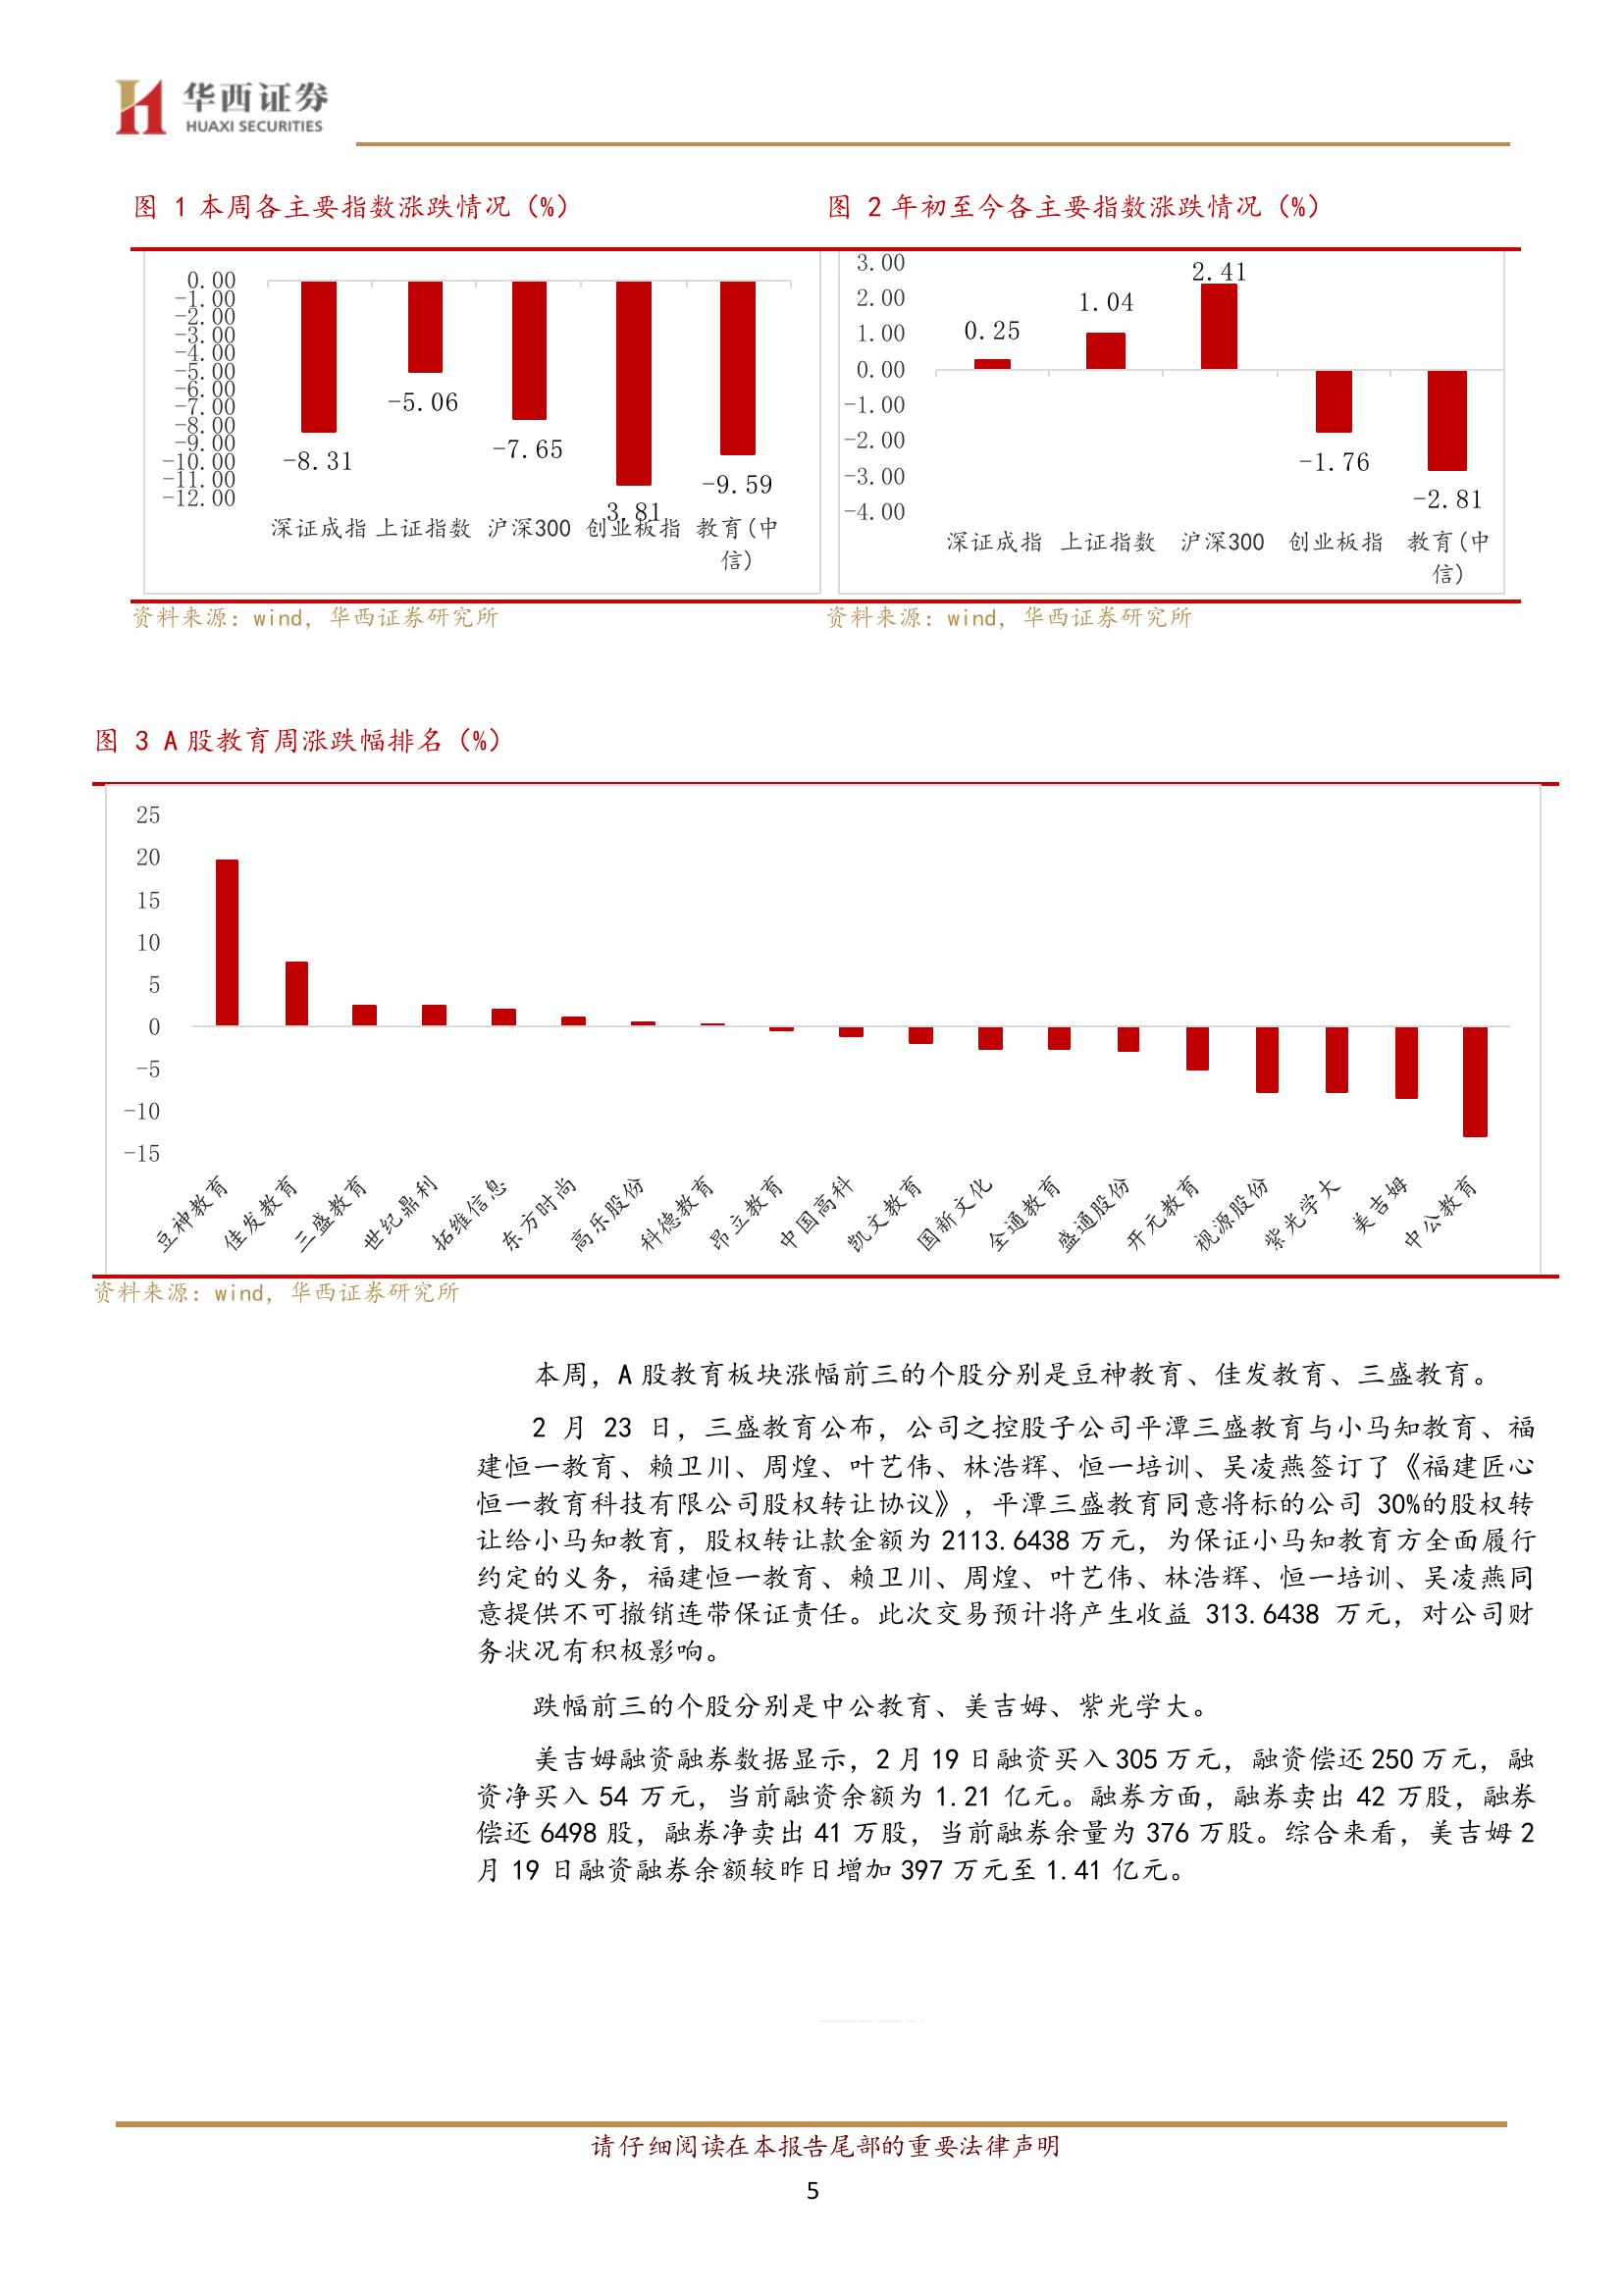 华西证券
HUAXI SECURITIES
图 1 本周各主要指数涨跌情况（%）
0.00
-1.00
-2.00
-3.00
-4.00
-5.00
-6.00
-7.00
-8.00
-9.00
-10.00
-11.00
-12.00
-8.31
-5.06
-7.65
3.81
-9.59
深证成指 上证指数 沪深300 创业板指 教育(中
信)
资料来源：wind，华西证券研究所
图 2 年初至今各主要指数涨跌情况（%）
3.00
2.00
1.00
0.00
-1.00
-2.00
-3.00
-4.00
0.25
1.04
2.41
-1.76
-2.81
深证成指 上证指数 沪深300 创业板指 教育(中
信)
资料来源：wind，华西证券研究所
图 3 A 股教育周涨跌幅排名（%）
25
20
15
10
5
0
-5
-10
-15
豆神教育
佳发教育
三盛教育
世纪鼎利
拓维信息
东方时尚
高乐股份
科德教育
昂立教育
中国高科
凯文教育
国新文化
全通教育
盛通股份
开元教育
视源股份
紫光学大
美吉姆
中公教育
资料来源：wind，华西证券研究所
本周，A 股教育板块涨幅前三的个股分别是豆神教育、佳发教育、三盛教育。
2 月 23 日，三盛教育公布，公司之控股子公司平潭三盛教育与小马知教育、福
建恒一教育、赖卫川、周煌、叶艺伟、林浩辉、恒一培训、吴凌燕签订了《福建匠心
恒一教育科技有限公司股权转让协议》，平潭三盛教育同意将标的公司 30%的股权转
让给小马知教育，股权转让款金额为 2113.6438 万元，为保证小马知教育方全面履行
约定的义务，福建恒一教育、赖卫川、周煌、叶艺伟、林浩辉、恒一培训、吴凌燕同
意提供不可撤销连带保证责任。此次交易预计将产生收益 313.6438 万元，对公司财
务状况有积极影响。
跌幅前三的个股分别是中公教育、美吉姆、紫光学大。
美吉姆融资融券数据显示，2 月 19 日融资买入 305 万元，融资偿还 250 万元，融
资净买入 54 万元，当前融资余额为 1.21 亿元。融券方面，融券卖出 42 万股，融券
偿还 6498 股，融券净卖出 41 万股，当前融券余量为 376 万股。综合来看，美吉姆 2
月 19 日融资融券余额较昨日增加 397 万元至 1.41 亿元。
请仔细阅读在本报告尾部的重要法律声明
5